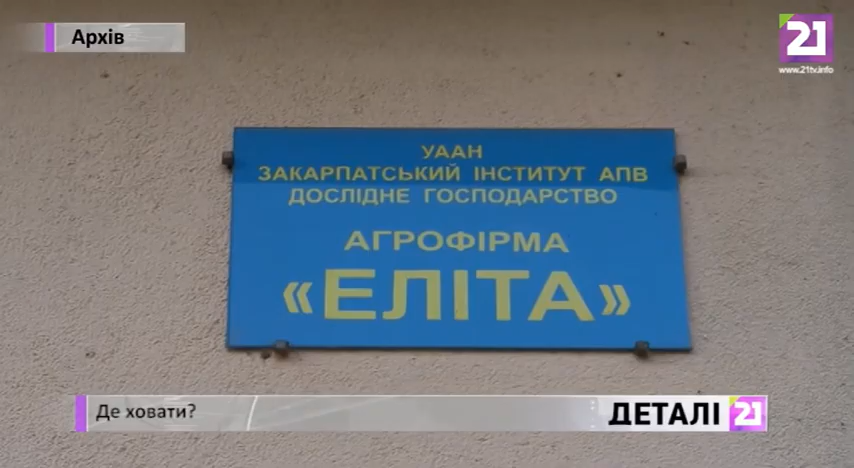 Архів
21
www.21tv.info
УААН
ЗАКАРПАТСЬКИЙ ІНСТИТУТ АПВ
ДОСЛІДНЕ ГОСПОДАРСТВО
АГРОФІРМА
«ЕЛІТА»
Де ховати?
ДЕТАЛІ 21